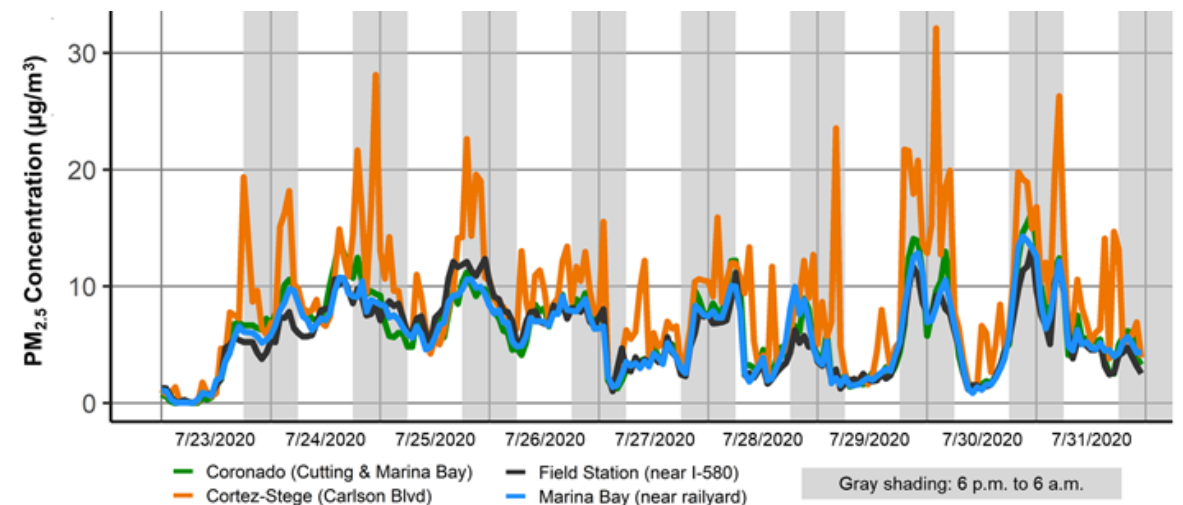 PM2.5 Concentration (µg/m³)
30
20
10
0
7/23/2020 7/24/2020 7/25/2020 7/26/2020 7/27/2020 7/28/2020 7/29/2020 7/30/2020 7/31/2020
Coronado (Cutting & Marina Bay)
Cortez-Stege (Carlson Blvd)
Field Station (near I-580)
Marina Bay (near railyard)
Gray shading: 6 p.m. to 6 a.m.